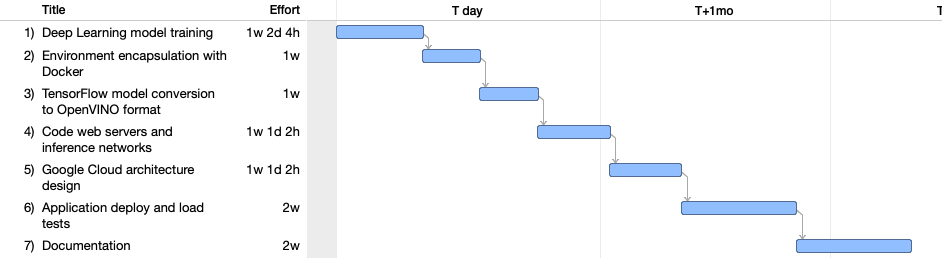 Title Effort T day T+1mo T
1) Deep Learning model training 1w 2d 4h
2) Environment encapsulation with 1w
Docker
3) TensorFlow model conversion 1w
to OpenVINO format
4) Code web servers and 1w 1d 2h
inference networks
5) Google Cloud architecture 1w 1d 2h
design
6) Application deploy and load 2w
tests
7) Documentation 2w